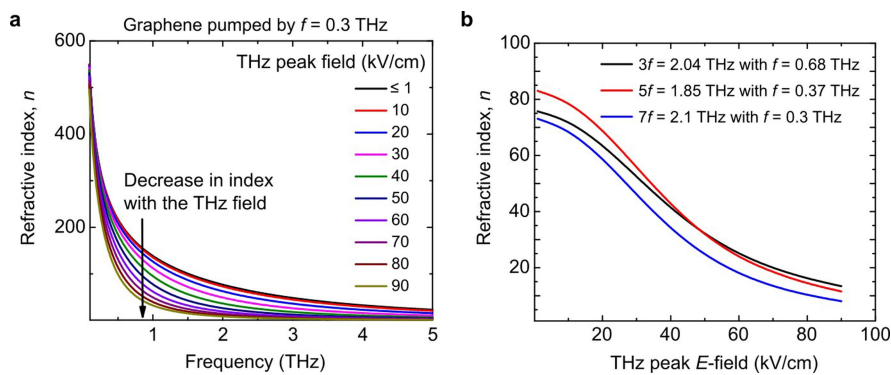 a
Graphene pumped by f = 0.3 THz
600
400
200
Refractive index, n
THz peak field (kV/cm)
≤ 1
10
20
30
40
50
60
70
80
90
Decrease in index
with the THz field
1
2
3
4
5
Frequency (THz)
b
100
80
60
40
20
Refractive index, n
3f = 2.04 THz with f = 0.68 THz
5f = 1.85 THz with f = 0.37 THz
7f = 2.1 THz with f = 0.3 THz
20
40
60
80
100
THz peak E-field (kV/cm)